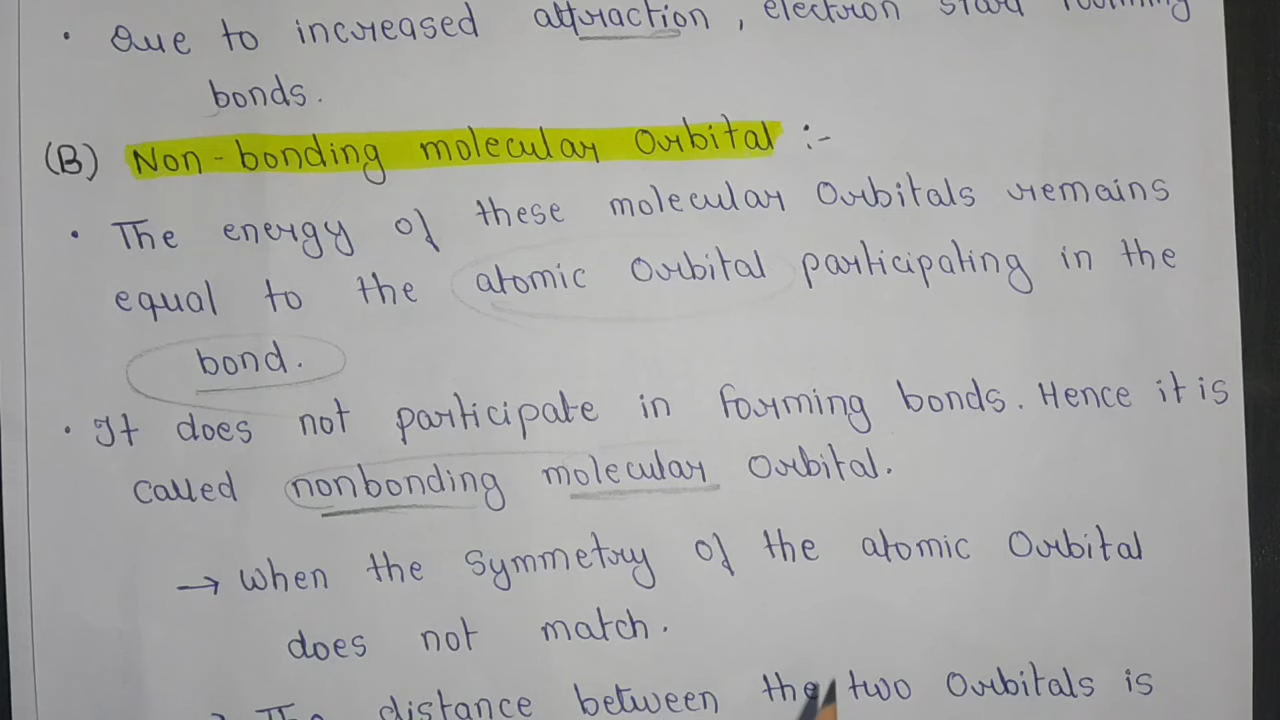 • due to increased attraction, electron start forming
bonds.
(B) Non-bonding molecular Orbital :-
• The energy of these molecular Orbitals remains
equal to the atomic Orbital participating in the
bond.
• It does not participate in forming bonds. Hence it is
called nonbonding molecular Orbital.
→ When the Symmetry of the atomic Orbital
does not match.
distance between the two Orbitals is